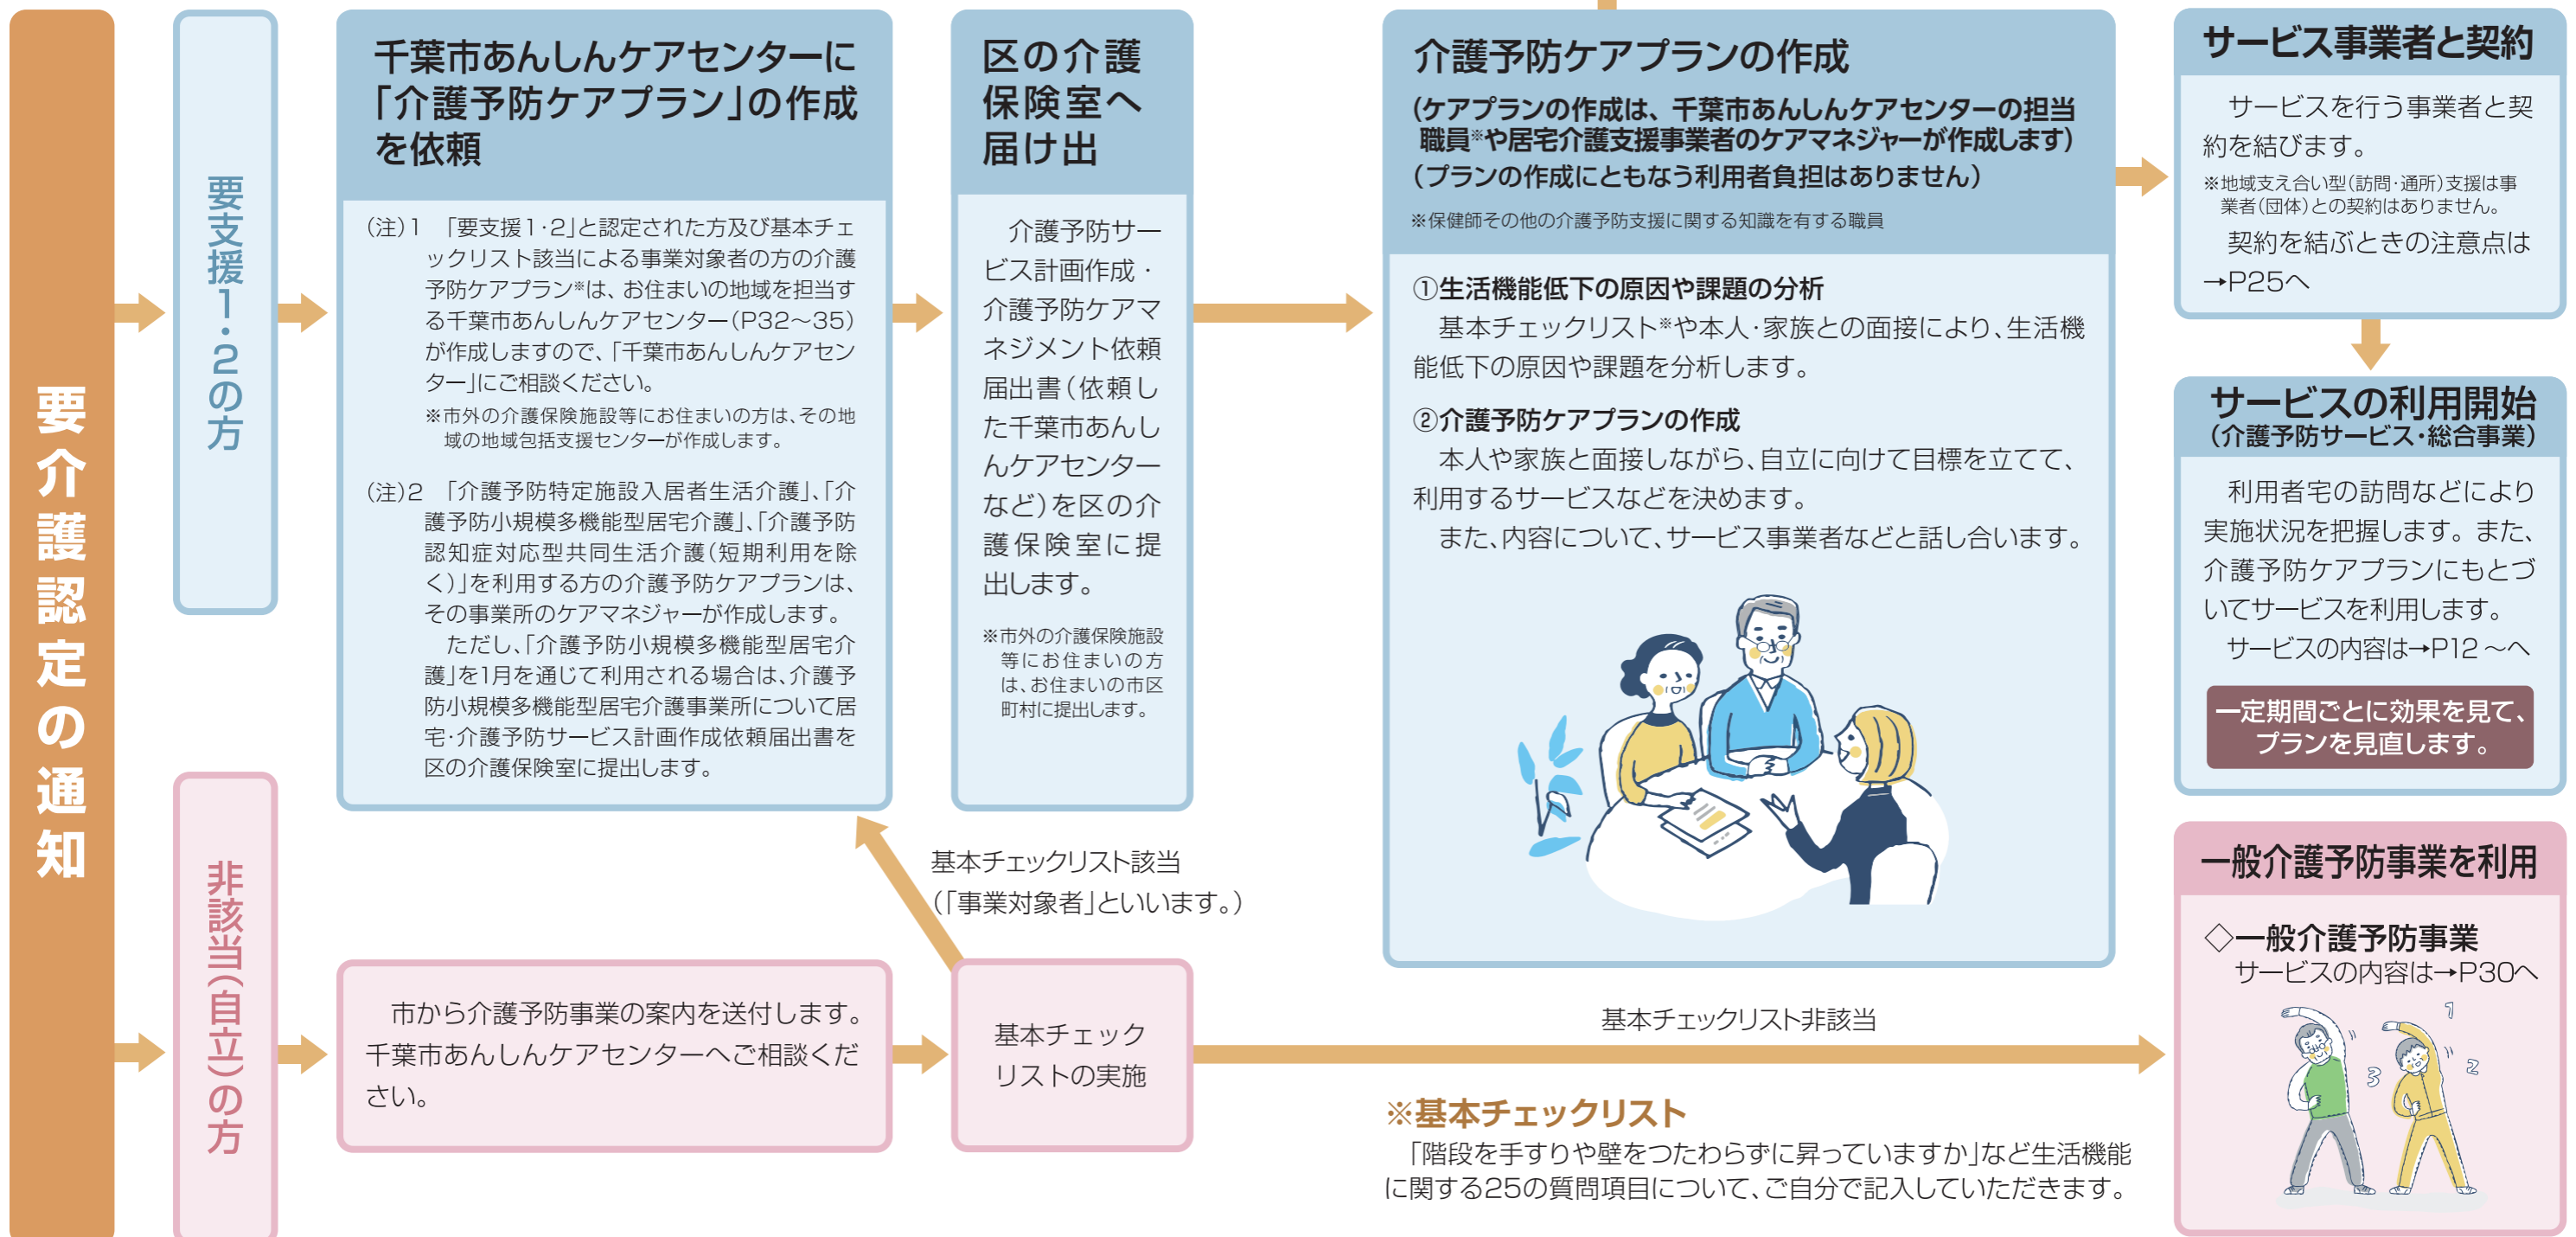 要介護認定の通知
要支援1・2の方
千葉市あんしんケアセンターに
「介護予防ケアプラン」の作成
を依頼
(注)1 「要支援1・2」と認定された方及び基本チェ
ックリスト該当による事業対象者の方の介護
予防ケアプラン※は、お住まいの地域を担当す
る千葉市あんしんケアセンター(P32~35)
が作成しますので、「千葉市あんしんケアセン
ター」にご相談ください。
※市外の介護保険施設等にお住まいの方は、その地
域の地域包括支援センターが作成します。
(注)2 「介護予防特定施設入居者生活介護」、「介
護予防小規模多機能型居宅介護」、「介護予防
認知症対応型共同生活介護(短期利用を除
く)」を利用する方の介護予防ケアプランは、
その事業所のケアマネジャーが作成します。
ただし、「介護予防小規模多機能型居宅介
護」を1月を通じて利用される場合は、介護予
防小規模多機能型居宅介護事業所について居
宅・介護予防サービス計画作成依頼届出書を
区の介護保険室に提出します。
区の介護
保険室へ
届け出
介護予防サー
ビス計画作成・
介護予防ケアマ
ネジメント依頼
届出書(依頼し
た千葉市あんし
んケアセンター
など)を区の介
護保険室に提
出します。
※市外の介護保険施設
等にお住まいの方
は、お住まいの市区
町村に提出します。
介護予防ケアプランの作成
(ケアプランの作成は、千葉市あんしんケアセンターの担当
職員※や居宅介護支援事業者のケアマネジャーが作成します)
(プランの作成にともなう利用者負担はありません)
※保健師その他の介護予防支援に関する知識を有する職員
①生活機能低下の原因や課題の分析
基本チェックリスト※や本人・家族との面接により、生活機
能低下の原因や課題を分析します。
②介護予防ケアプランの作成
本人や家族と面接しながら、自立に向けて目標を立てて、
利用するサービスなどを決めます。
また、内容について、サービス事業者などと話し合います。
サービス事業者と契約
サービスを行う事業者と契
約を結びます。
※地域支え合い型(訪問・通所)支援は事
業者(団体)との契約はありません。
契約を結ぶときの注意点は
→P25へ
サービスの利用開始
(介護予防サービス・総合事業)
利用者宅の訪問などにより
実施状況を把握します。また、
介護予防ケアプランにもとづ
いてサービスを利用します。
サービスの内容は→P12~へ
一定期間ごとに効果を見て、
プランを見直します。
非該当(自立)の方
市から介護予防事業の案内を送付します。
千葉市あんしんケアセンターへご相談くだ
さい。
基本チェックリスト該当
(「事業対象者」といいます。)
基本チェック
リストの実施
基本チェックリスト非該当
※基本チェックリスト
「階段を手すりや壁をつたわらずに昇っていますか」など生活機能
に関する25の質問項目について、ご自分で記入していただきます。
一般介護予防事業を利用
◇一般介護予防事業
サービスの内容は→P30へ
1
2
3